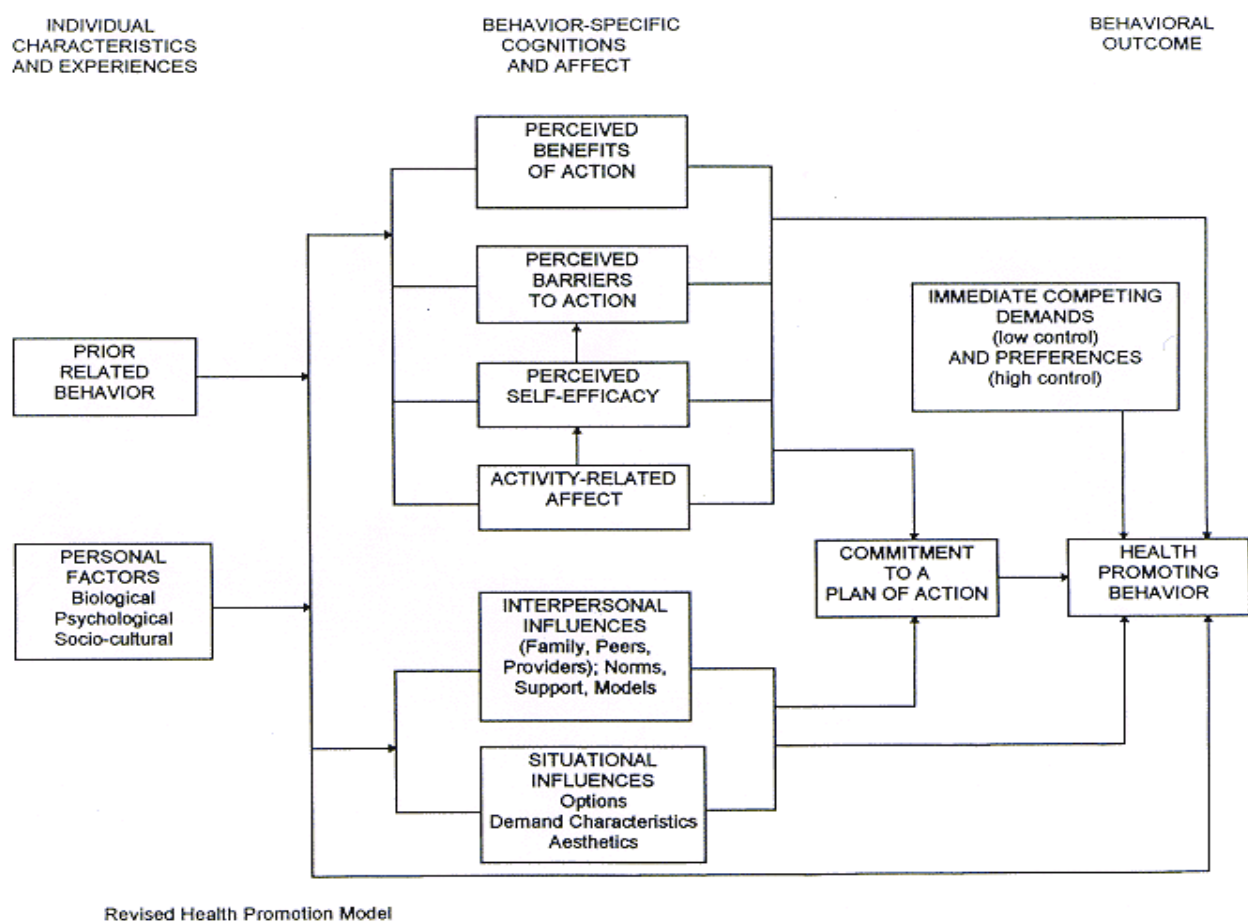 INDIVIDUAL
CHARACTERISTICS
AND EXPERIENCES
BEHAVIOR-SPECIFIC
COGNITIONS
AND AFFECT
BEHAVIORAL
OUTCOME
PERCEIVED
BENEFITS
OF ACTION
PERCEIVED
BARRIERS
TO ACTION
IMMEDIATE COMPETING
DEMANDS
(low control)
AND PREFERENCES
(high control)
PRIOR
RELATED
BEHAVIOR
PERCEIVED
SELF-EFFICACY
ACTIVITY-RELATED
AFFECT
PERSONAL
FACTORS
Biological
Psychological
Socio-cultural
COMMITMENT
TO A
PLAN OF ACTION
HEALTH
PROMOTING
BEHAVIOR
INTERPERSONAL
INFLUENCES
(Family, Peers,
Providers); Norms,
Support, Models
SITUATIONAL
INFLUENCES
Options
Demand Characteristics
Aesthetics
Revised Health Promotion Model